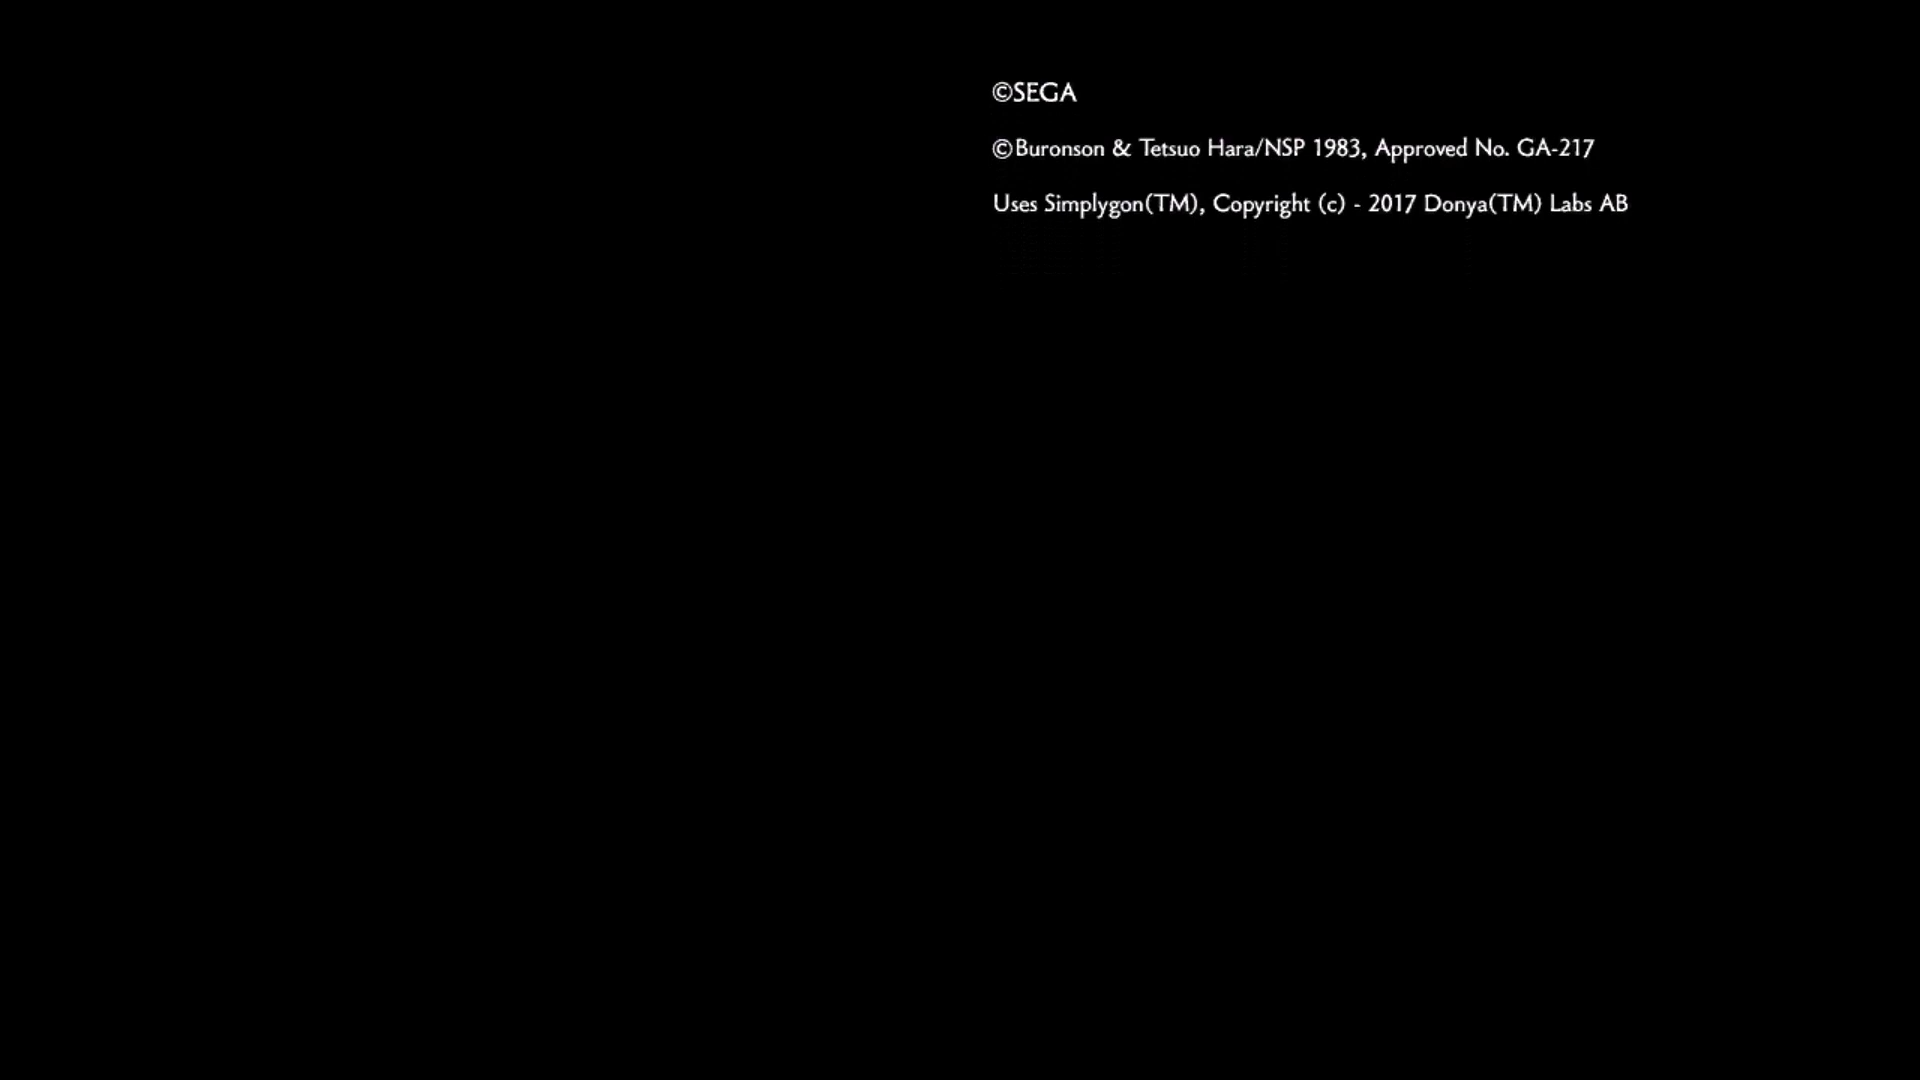 ©SEGA
©Buronson & Tetsuo Hara/NSP 1983, Approved No. GA-217
Uses Simplygon(TM), Copyright (c) - 2017 Donya(TM) Labs AB